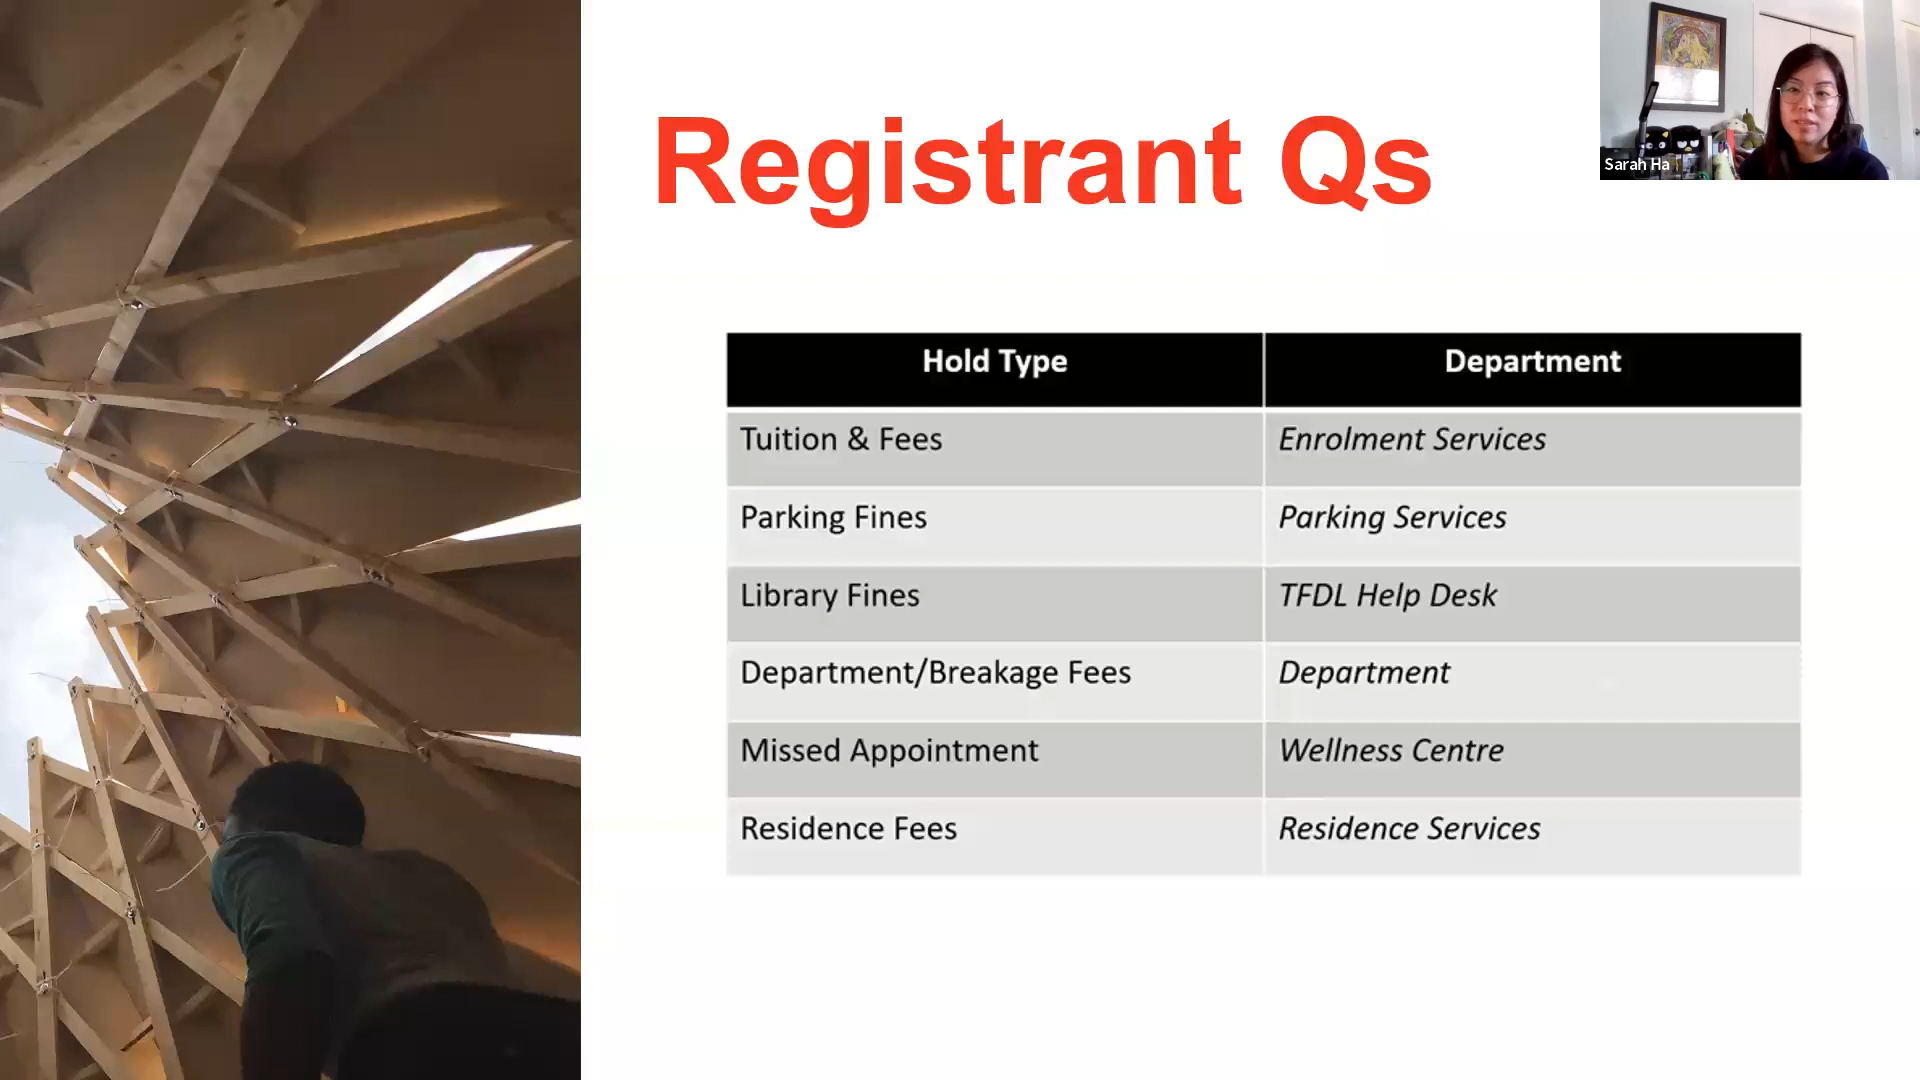 Registrant Qs
Sarah Ha
Hold Type Department
Tuition & Fees Enrolment Services
Parking Fines Parking Services
Library Fines TFDL Help Desk
Department/Breakage Fees Department
Missed Appointment Wellness Centre
Residence Fees Residence Services